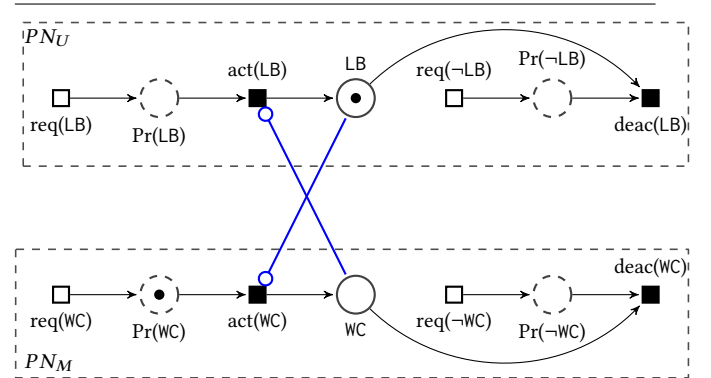 PN_U
LB
act(LB)
req(¬LB)
Pr(¬LB)
req(LB)
Pr(LB)
deac(LB)
deac(WC)
req(WC)
Pr(WC)
act(WC)
WC
req(¬WC)
Pr(¬WC)
PN_M